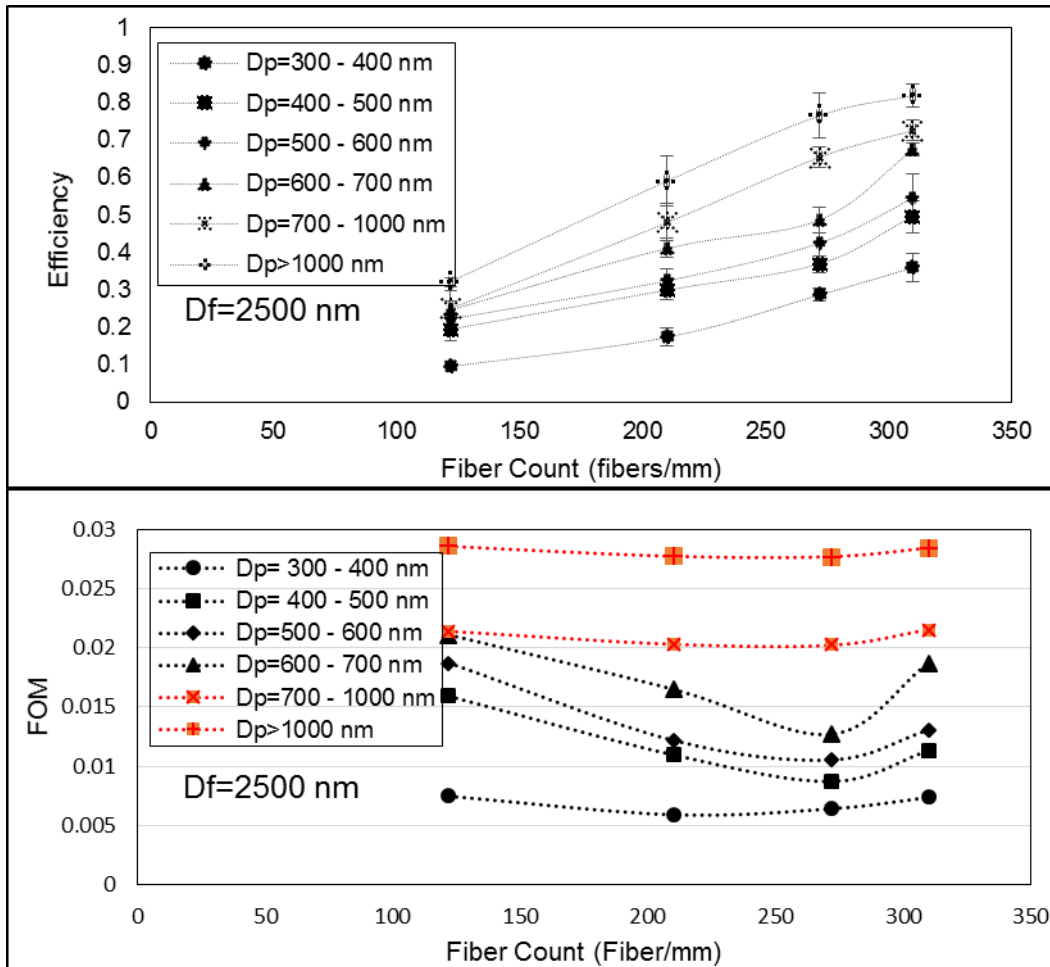 1
0.9
0.8
0.7
0.6
0.5
0.4
0.3
0.2
0.1
0
Efficiency
Dp=300 - 400 nm
Dp=400 - 500 nm
Dp=500 - 600 nm
Dp=600 - 700 nm
Dp=700 - 1000 nm
Dp>1000 nm
Df=2500 nm
0 50 100 150 200 250 300 350
Fiber Count (fibers/mm)
0.03
0.025
0.02
0.015
0.01
0.005
0
FOM
Dp= 300 - 400 nm
Dp= 400 - 500 nm
Dp=500 - 600 nm
Dp=600 - 700 nm
Dp=700 - 1000 nm
Dp>1000 nm
Df=2500 nm
0 50 100 150 200 250 300 350
Fiber Count (Fiber/mm)